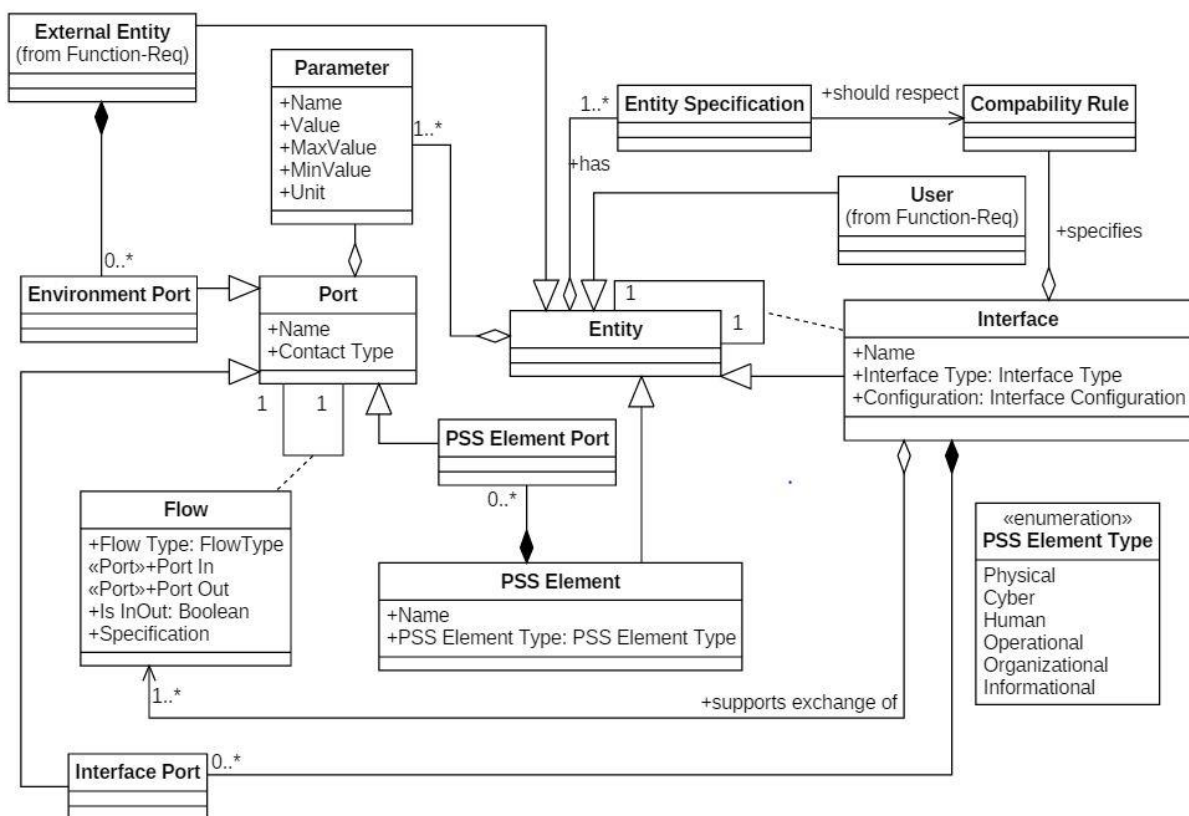 External Entity
(from Function-Req)
Parameter
+Name
+Value
+MaxValue
+MinValue
+Unit
1..*
1..*
Entity Specification
+should respect
Compability Rule
+has
User
(from Function-Req)
+specifies
0..*
Environment Port
Port
+Name
+Contact Type
1
1
1
1
Entity
Interface
+Name
+Interface Type: Interface Type
+Configuration: Interface Configuration
PSS Element Port
0..*
Flow
+Flow Type: FlowType
«Port»+Port In
«Port»+Port Out
+Is InOut: Boolean
+Specification
PSS Element
+Name
+PSS Element Type: PSS Element Type
«enumeration»
PSS Element Type
Physical
Cyber
Human
Operational
Organizational
Informational
1..*
+supports exchange of
0..*
Interface Port